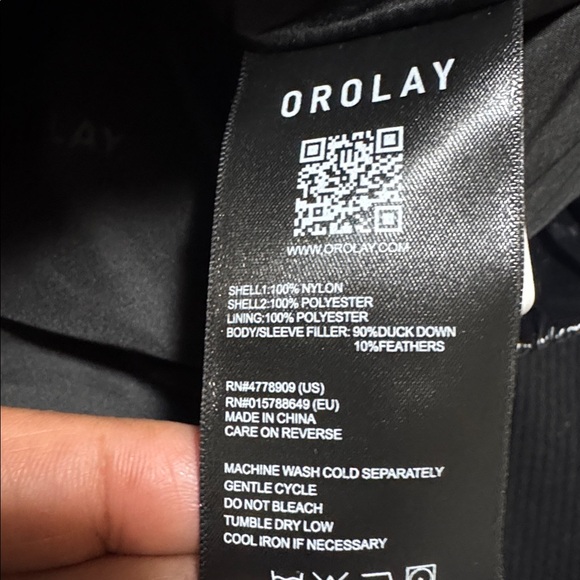 OROLAY
WWW.OROLAY.COM
SHELL1:100% NYLON
SHELL2:100% POLYESTER
LINING:100% POLYESTER
BODY/SLEEVE FILLER: 90%DUCK DOWN
10%FEATHERS
RN#4778909 (US)
RN#015788649 (EU)
MADE IN CHINA
CARE ON REVERSE
MACHINE WASH COLD SEPARATELY
GENTLE CYCLE
DO NOT BLEACH
TUMBLE DRY LOW
COOL IRON IF NECESSARY